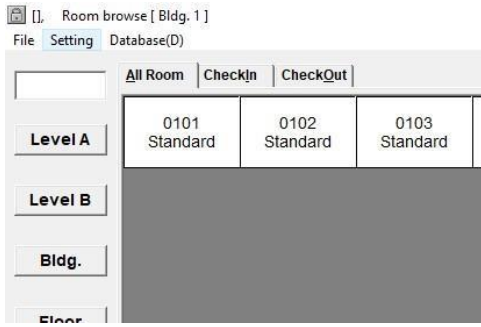 [], Room browse [ Bldg. 1 ]
File Setting Database(D)
All Room CheckIn CheckOut
0101 0102 0103
Standard Standard Standard
Level A
Level B
Bldg.
Floor